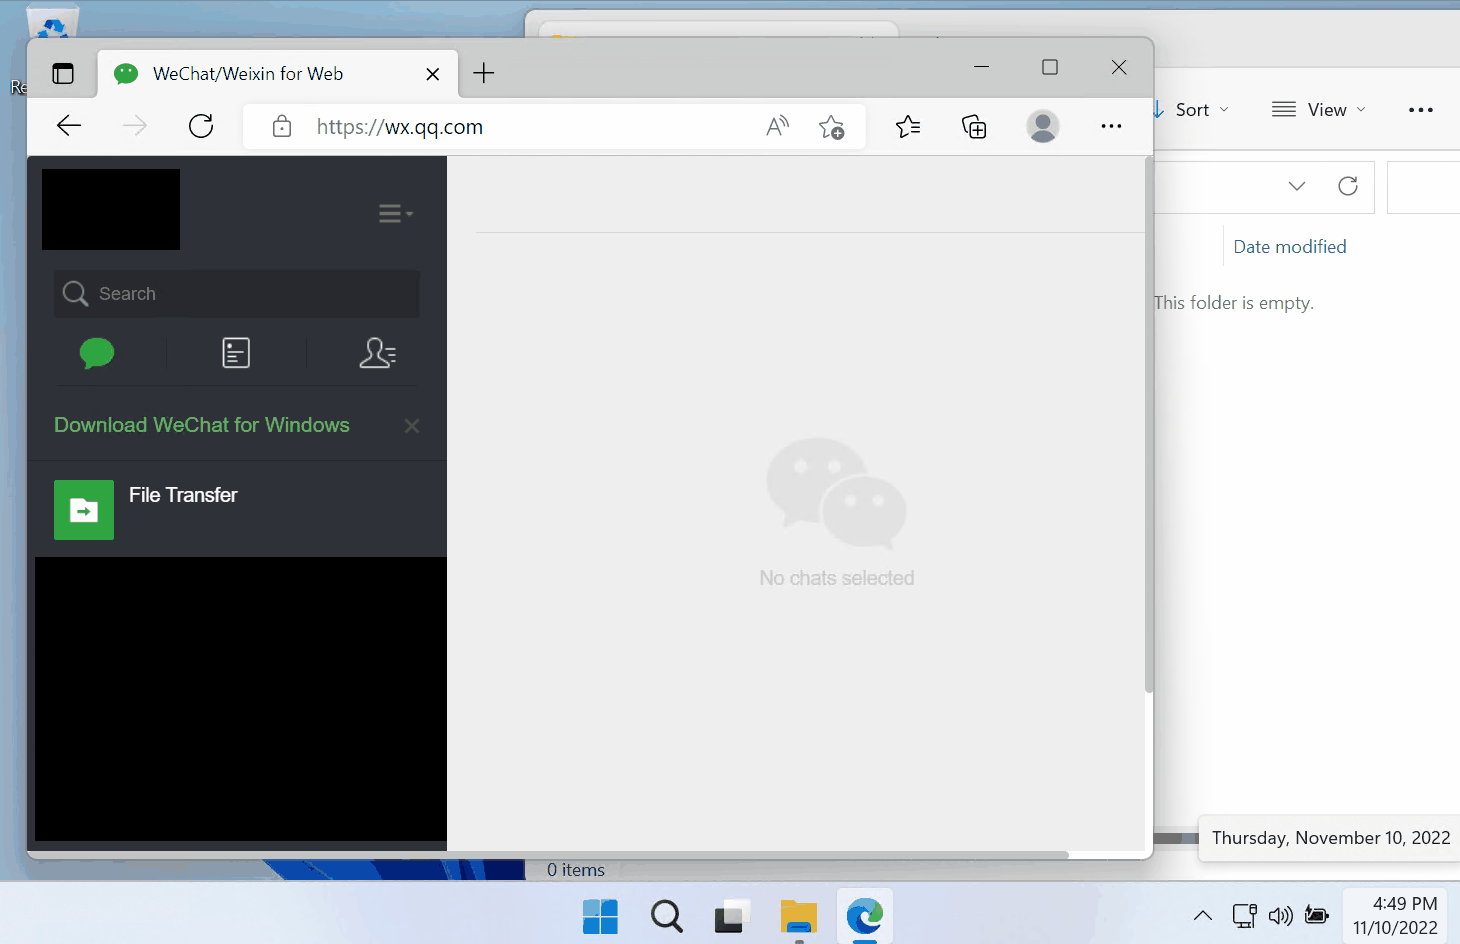 Re
WeChat/Weixin for Web
https://wx.qq.com
Sort
View
Search
Date modified
This folder is empty.
Download WeChat for Windows
File Transfer
No chats selected
Thursday, November 10, 2022
0 items
4:49 PM
11/10/2022